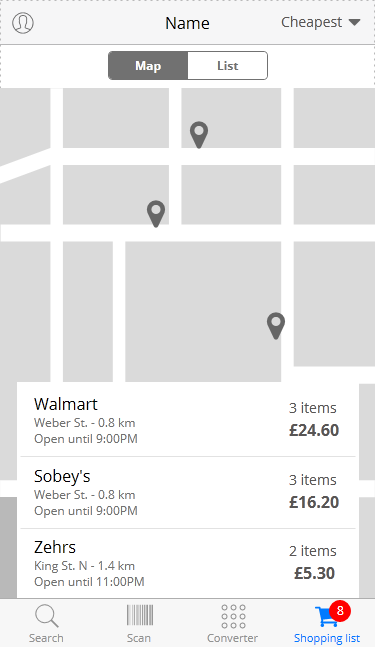 Name
Cheapest
Map
List
Walmart
Weber St. - 0.8 km
Open until 9:00PM
3 items
£24.60
Sobey's
Weber St. - 0.8 km
Open until 9:00PM
3 items
£16.20
Zehrs
King St. N - 1.4 km
Open until 11:00PM
2 items
£5.30
8
Search
Scan
Converter
Shopping list